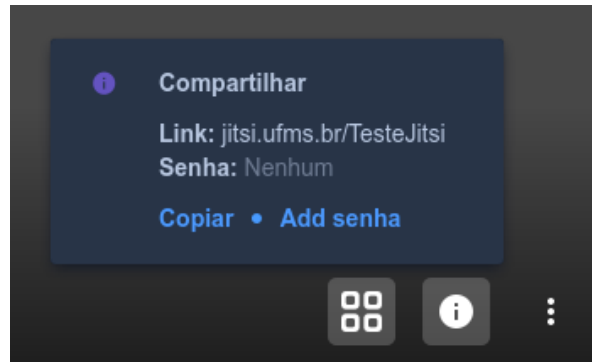 Compartilhar
Link: jitsi.ufms.br/TesteJitsi
Senha: Nenhum
Copiar • Add senha